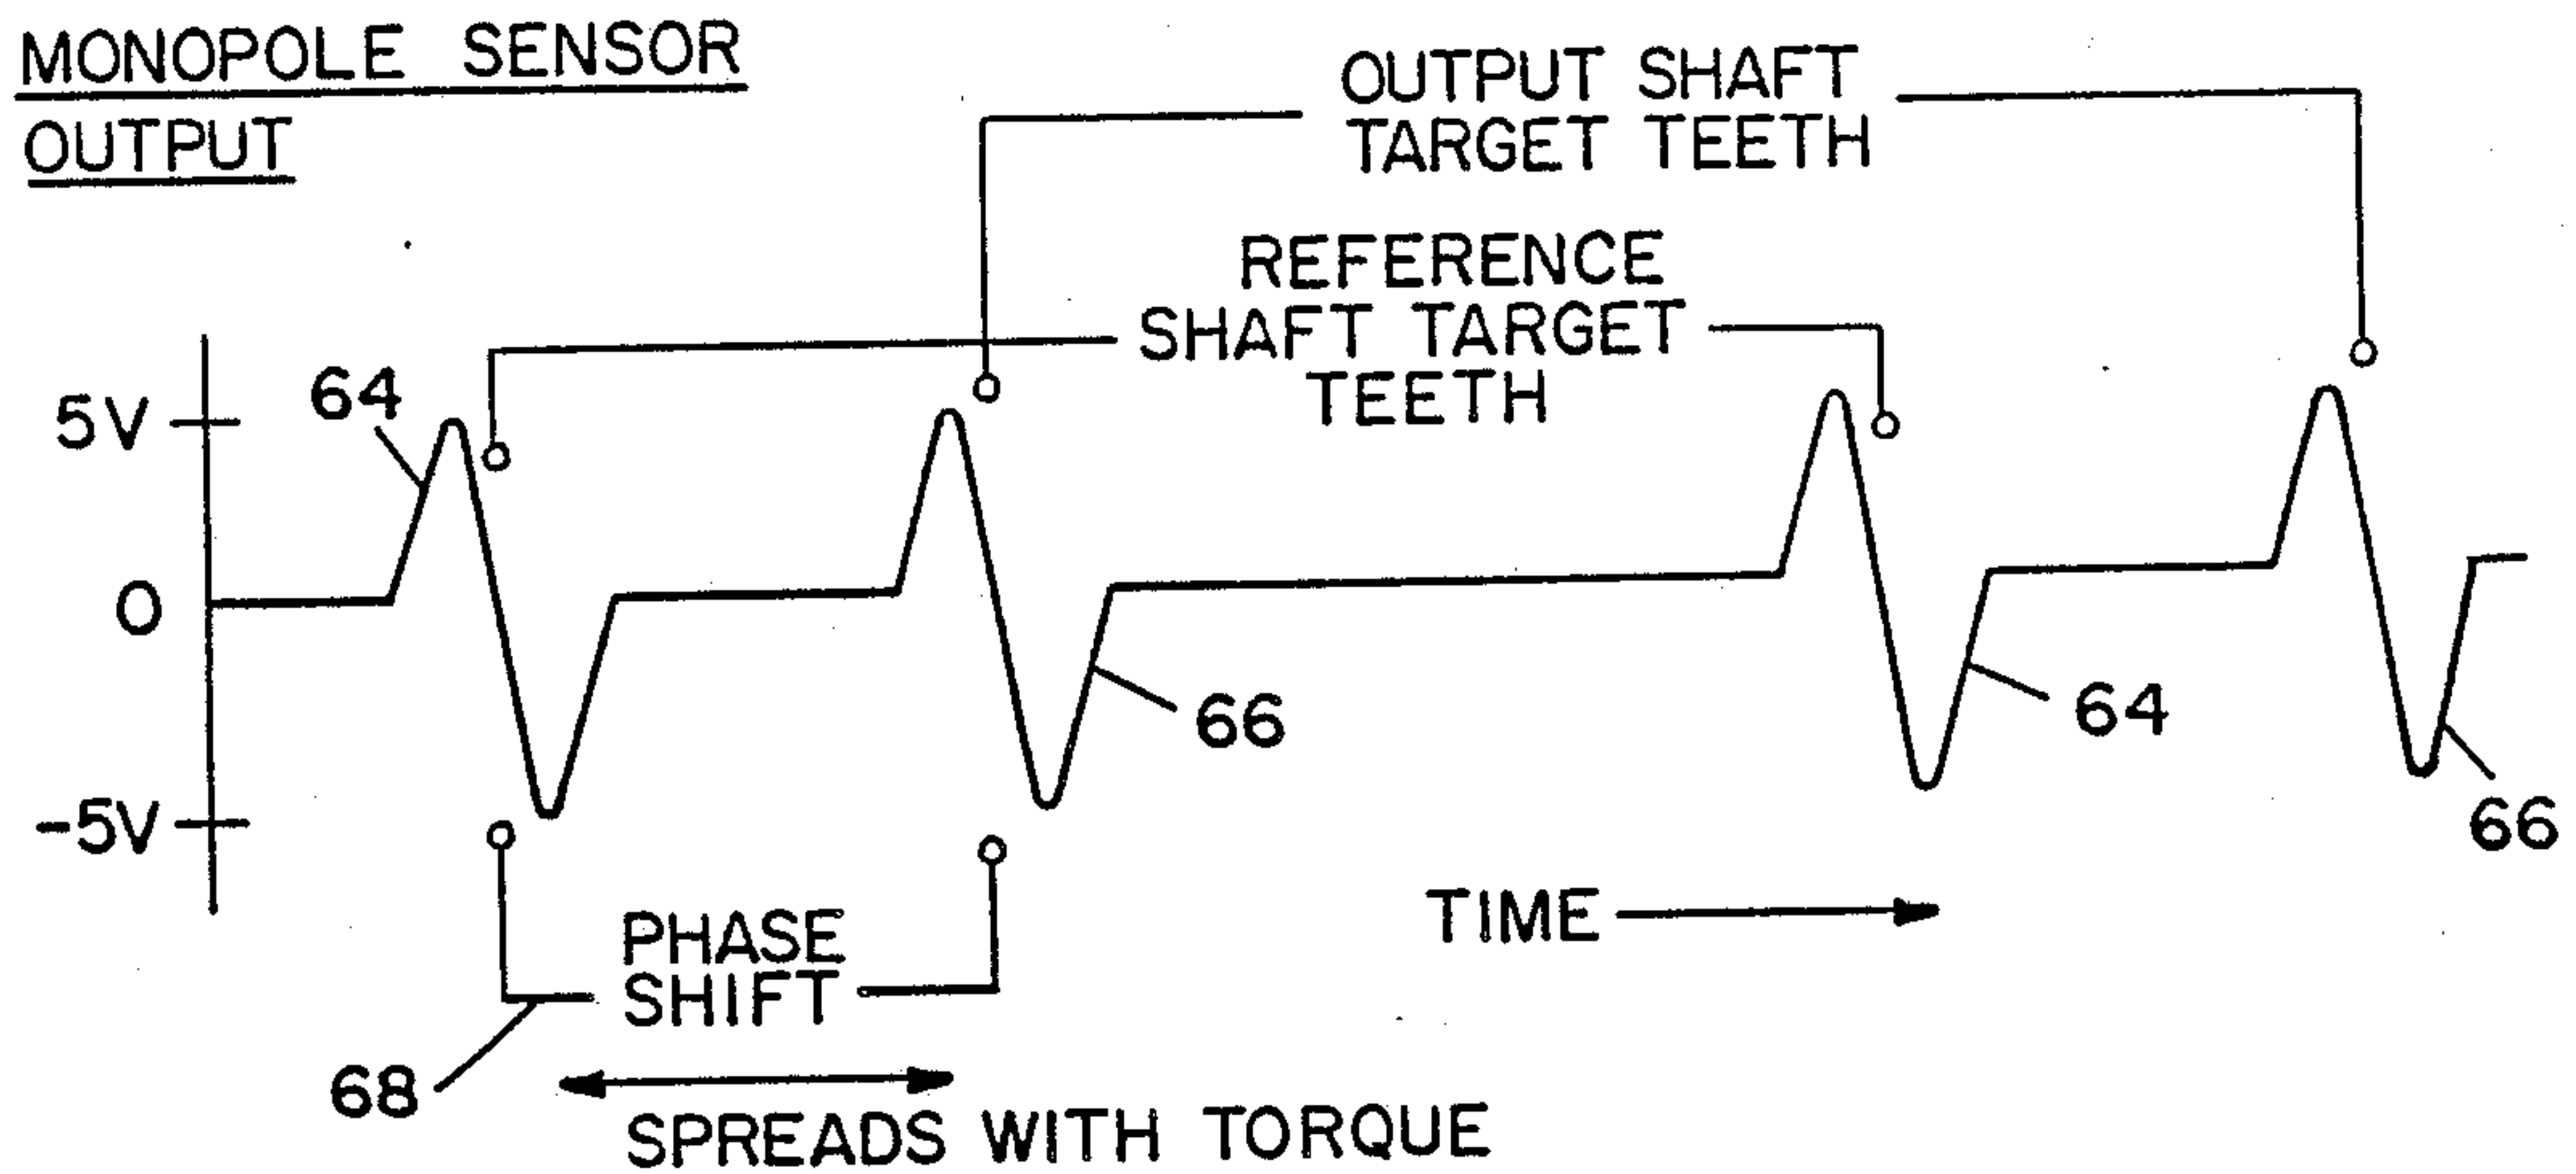 MONOPOLE SENSOR
OUTPUT
OUTPUT SHAFT
TARGET TEETH
REFERENCE
SHAFT TARGET
TEETH
64
5V
0
66
64
-5V
66
PHASE
SHIFT
TIME
68
SPREADS WITH TORQUE